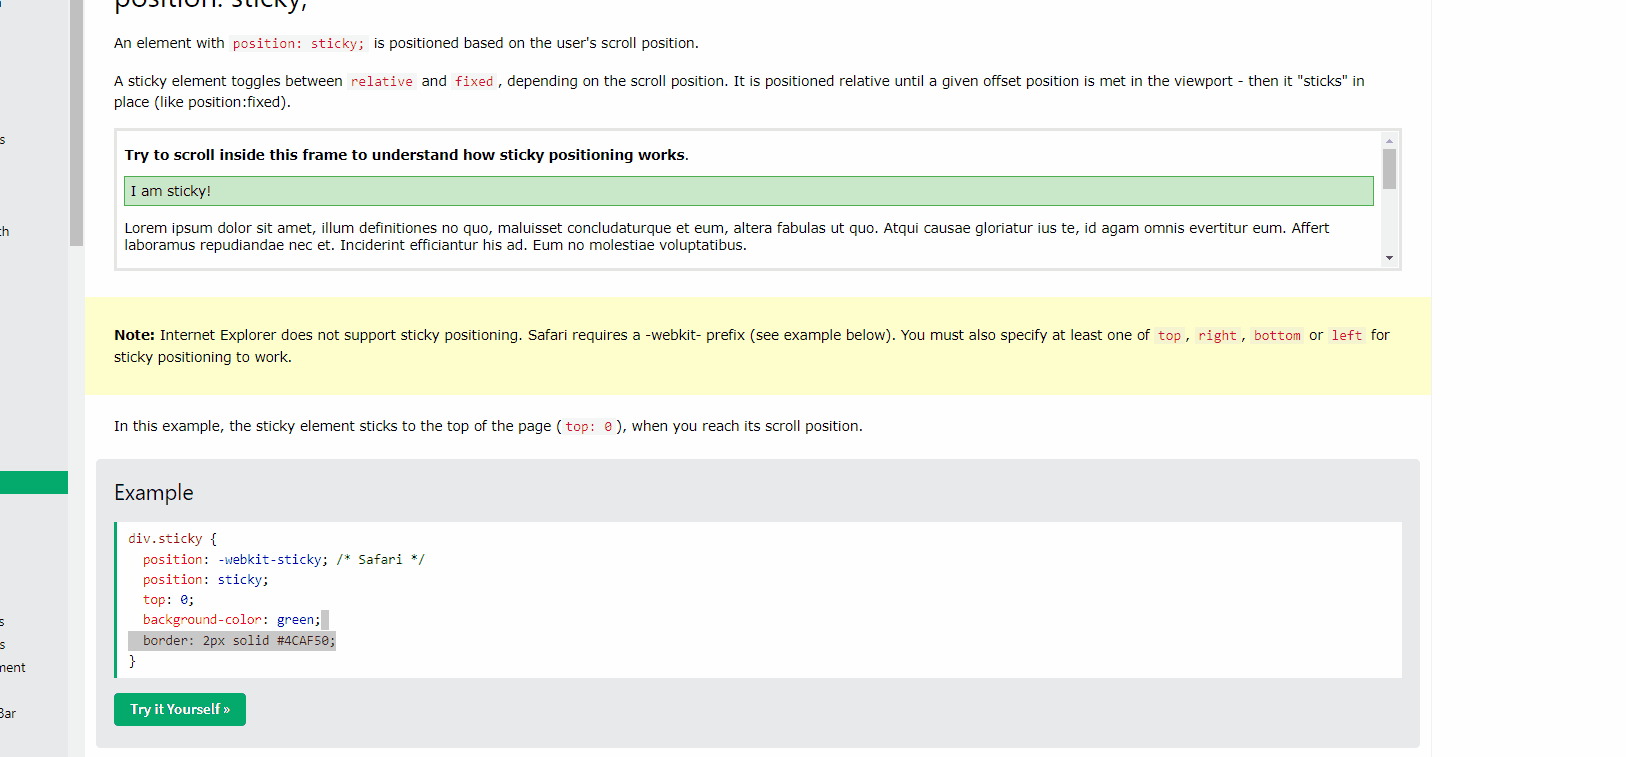 position: sticky;
An element with position: sticky; is positioned based on the user's scroll position.
A sticky element toggles between relative and fixed, depending on the scroll position. It is positioned relative until a given offset position is met in the viewport - then it "sticks" in
place (like position:fixed).
Try to scroll inside this frame to understand how sticky positioning works.
I am sticky!
Lorem ipsum dolor sit amet, illum definitiones no quo, maluisset concludaturque et eum, altera fabulas ut quo. Atqui causae gloriatur ius te, id agam omnis evertitur eum. Affert
laboramus repudiandae nec et. Inciderint efficiantur his ad. Eum no molestiae voluptatibus.
Note: Internet Explorer does not support sticky positioning. Safari requires a -webkit- prefix (see example below). You must also specify at least one of top, right, bottom or left for
sticky positioning to work.
In this example, the sticky element sticks to the top of the page (top: 0), when you reach its scroll position.
Example
div.sticky {
position: -webkit-sticky; /* Safari */
position: sticky;
top: 0;
background-color: green;
border: 2px solid #4CAF50;
}
Try it Yourself »